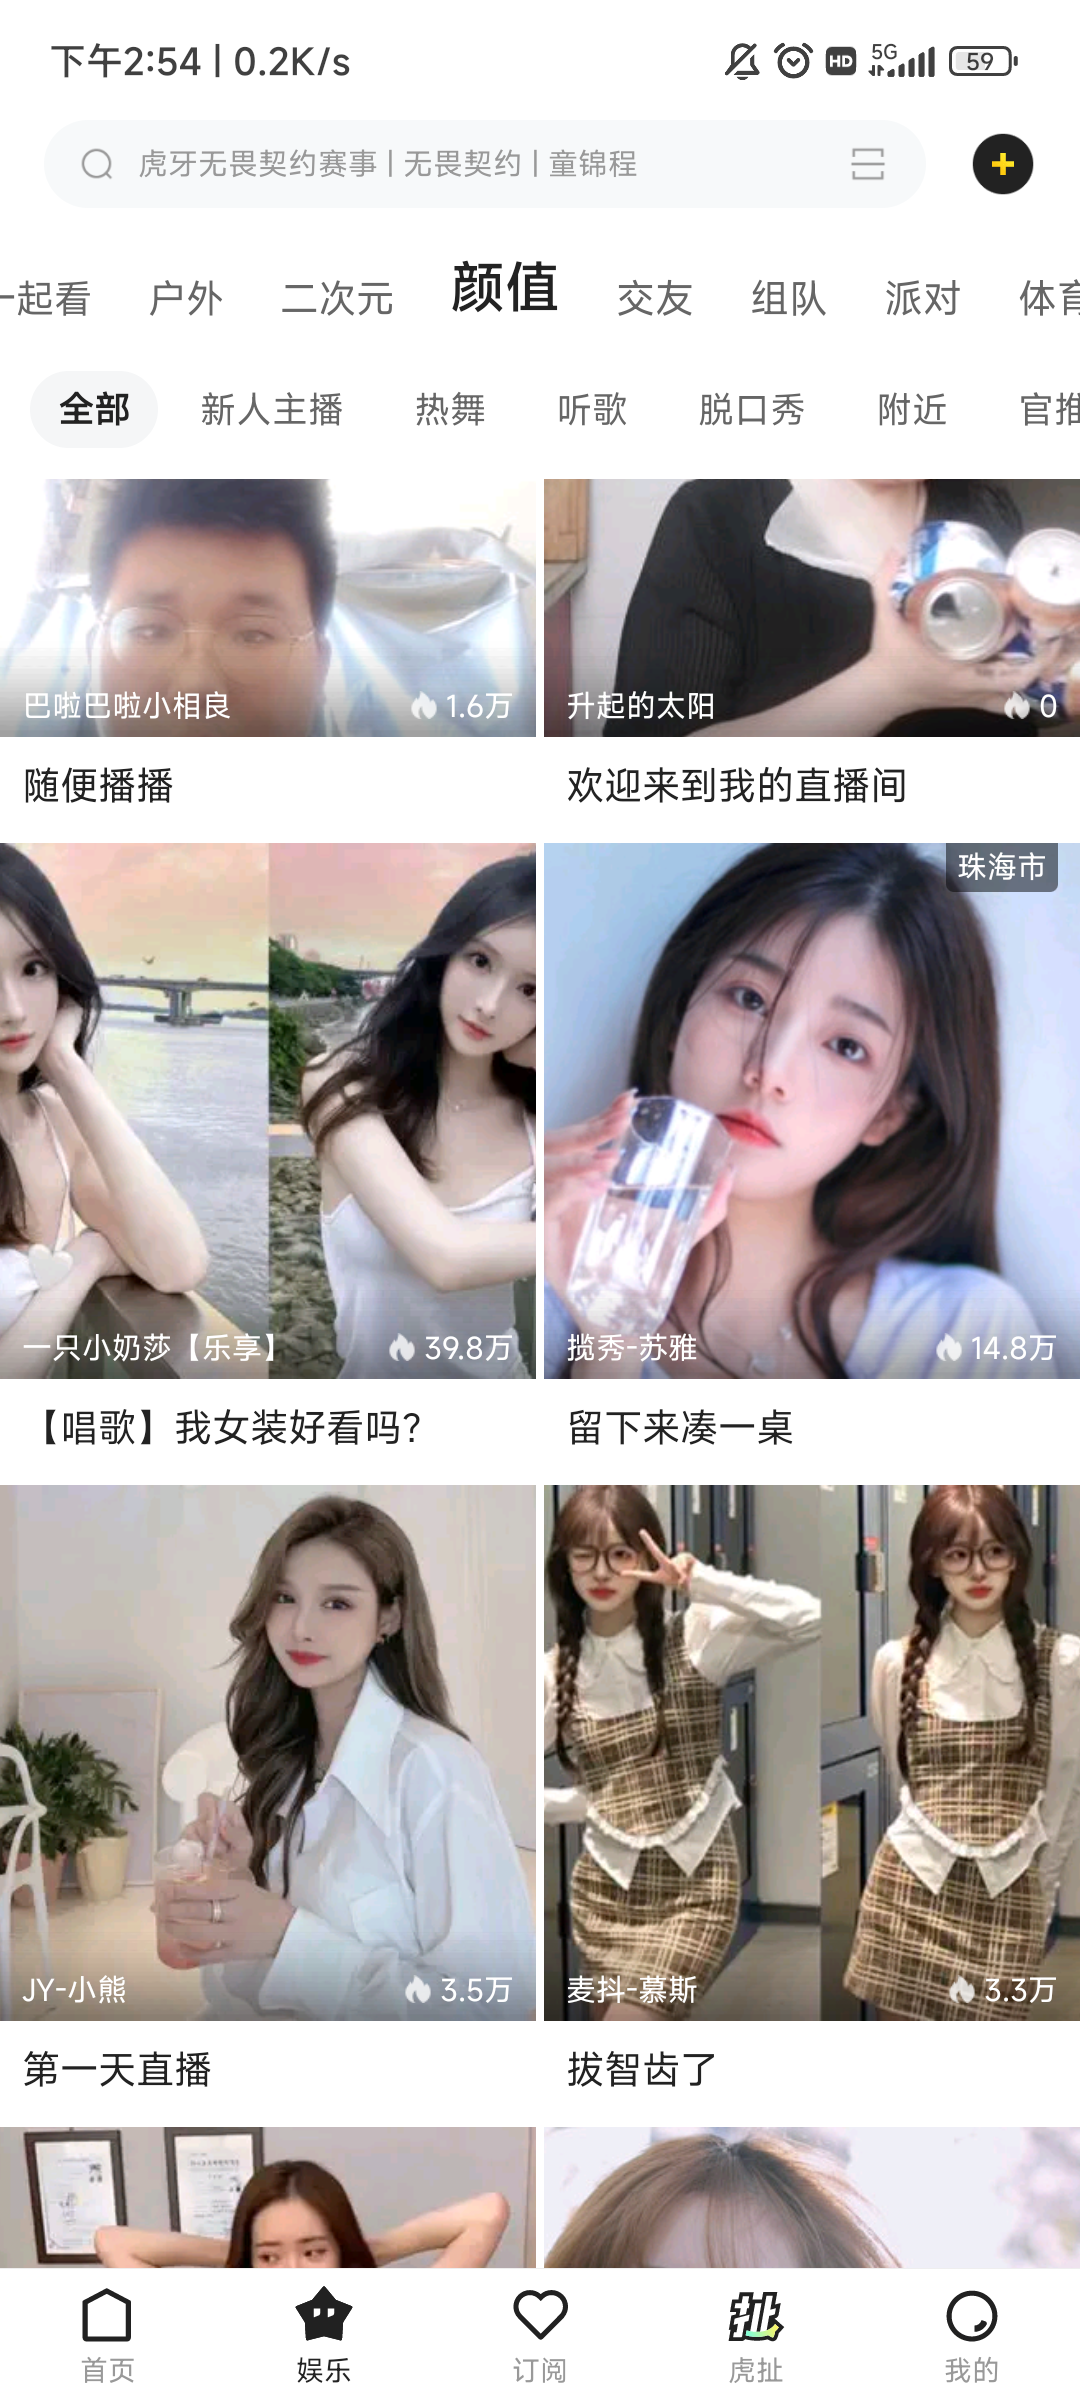 下午2:54 | 0.2K/s
HD 5G 59
虎牙无畏契约赛事 | 无畏契约 | 童锦程
一起看 户外 二次元 颜值 交友 组队 派对 体育
全部 新人主播 热舞 听歌 脱口秀 附近 官推
巴啦巴啦小相良 1.6万
升起的太阳 0
随便播播
欢迎来到我的直播间
珠海市
一只小奶莎【乐享】 39.8万
揽秀-苏雅 14.8万
【唱歌】我女装好看吗?
留下来凑一桌
JY-小熊 3.5万
麦抖-慕斯 3.3万
第一天直播
拔智齿了
扯
首页 娱乐 订阅 虎扯 我的